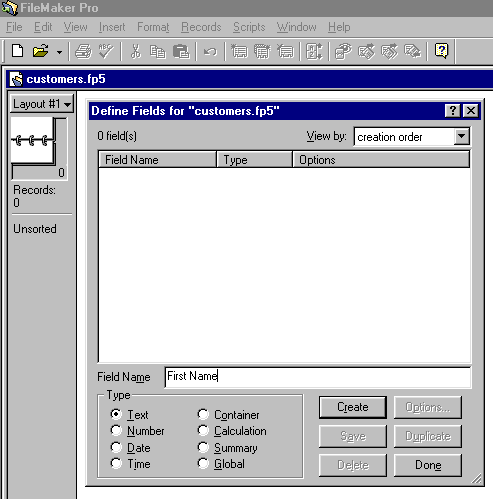 FileMaker Pro
File Edit View Insert Format Records Scripts Window Help
customers.fp5
Layout #1
0
Records:
0
Unsorted
Define Fields for "customers.fp5"
0 field(s) View by: creation order
Field Name Type Options
Field Name First Name
Type
Text Container
Number Calculation
Date Summary
Time Global
Create Options...
Save Duplicate
Delete Done